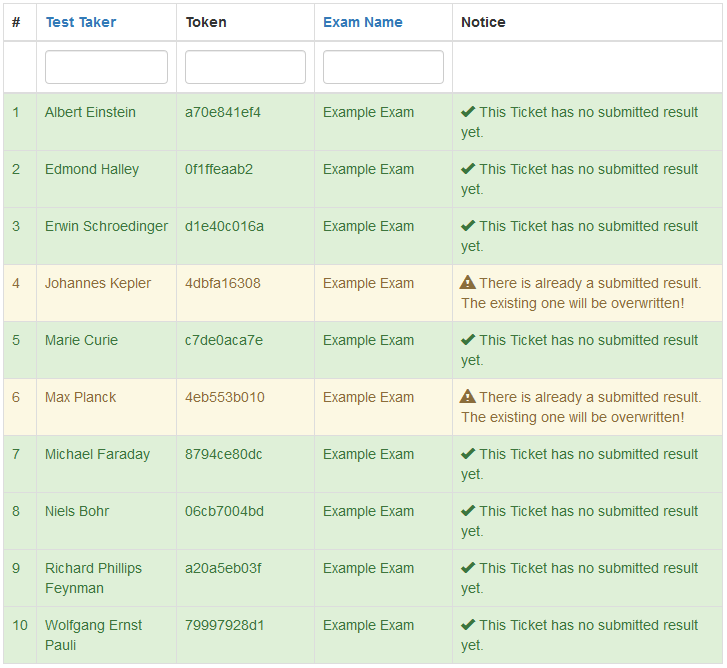 # Test Taker Token Exam Name Notice
1 Albert Einstein a70e841ef4 Example Exam This Ticket has no submitted result
yet.
2 Edmond Halley 0f1ffeaab2 Example Exam This Ticket has no submitted result
yet.
3 Erwin Schroedinger d1e40c016a Example Exam This Ticket has no submitted result
yet.
4 Johannes Kepler 4dbfa16308 Example Exam There is already a submitted result.
The existing one will be overwritten!
5 Marie Curie c7de0aca7e Example Exam This Ticket has no submitted result
yet.
6 Max Planck 4eb553b010 Example Exam There is already a submitted result.
The existing one will be overwritten!
7 Michael Faraday 8794ce80dc Example Exam This Ticket has no submitted result
yet.
8 Niels Bohr 06cb7004bd Example Exam This Ticket has no submitted result
yet.
9 Richard Phillips a20a5eb03f Example Exam This Ticket has no submitted result
Feynman yet.
10 Wolfgang Ernst 79997928d1 Example Exam This Ticket has no submitted result
Pauli yet.